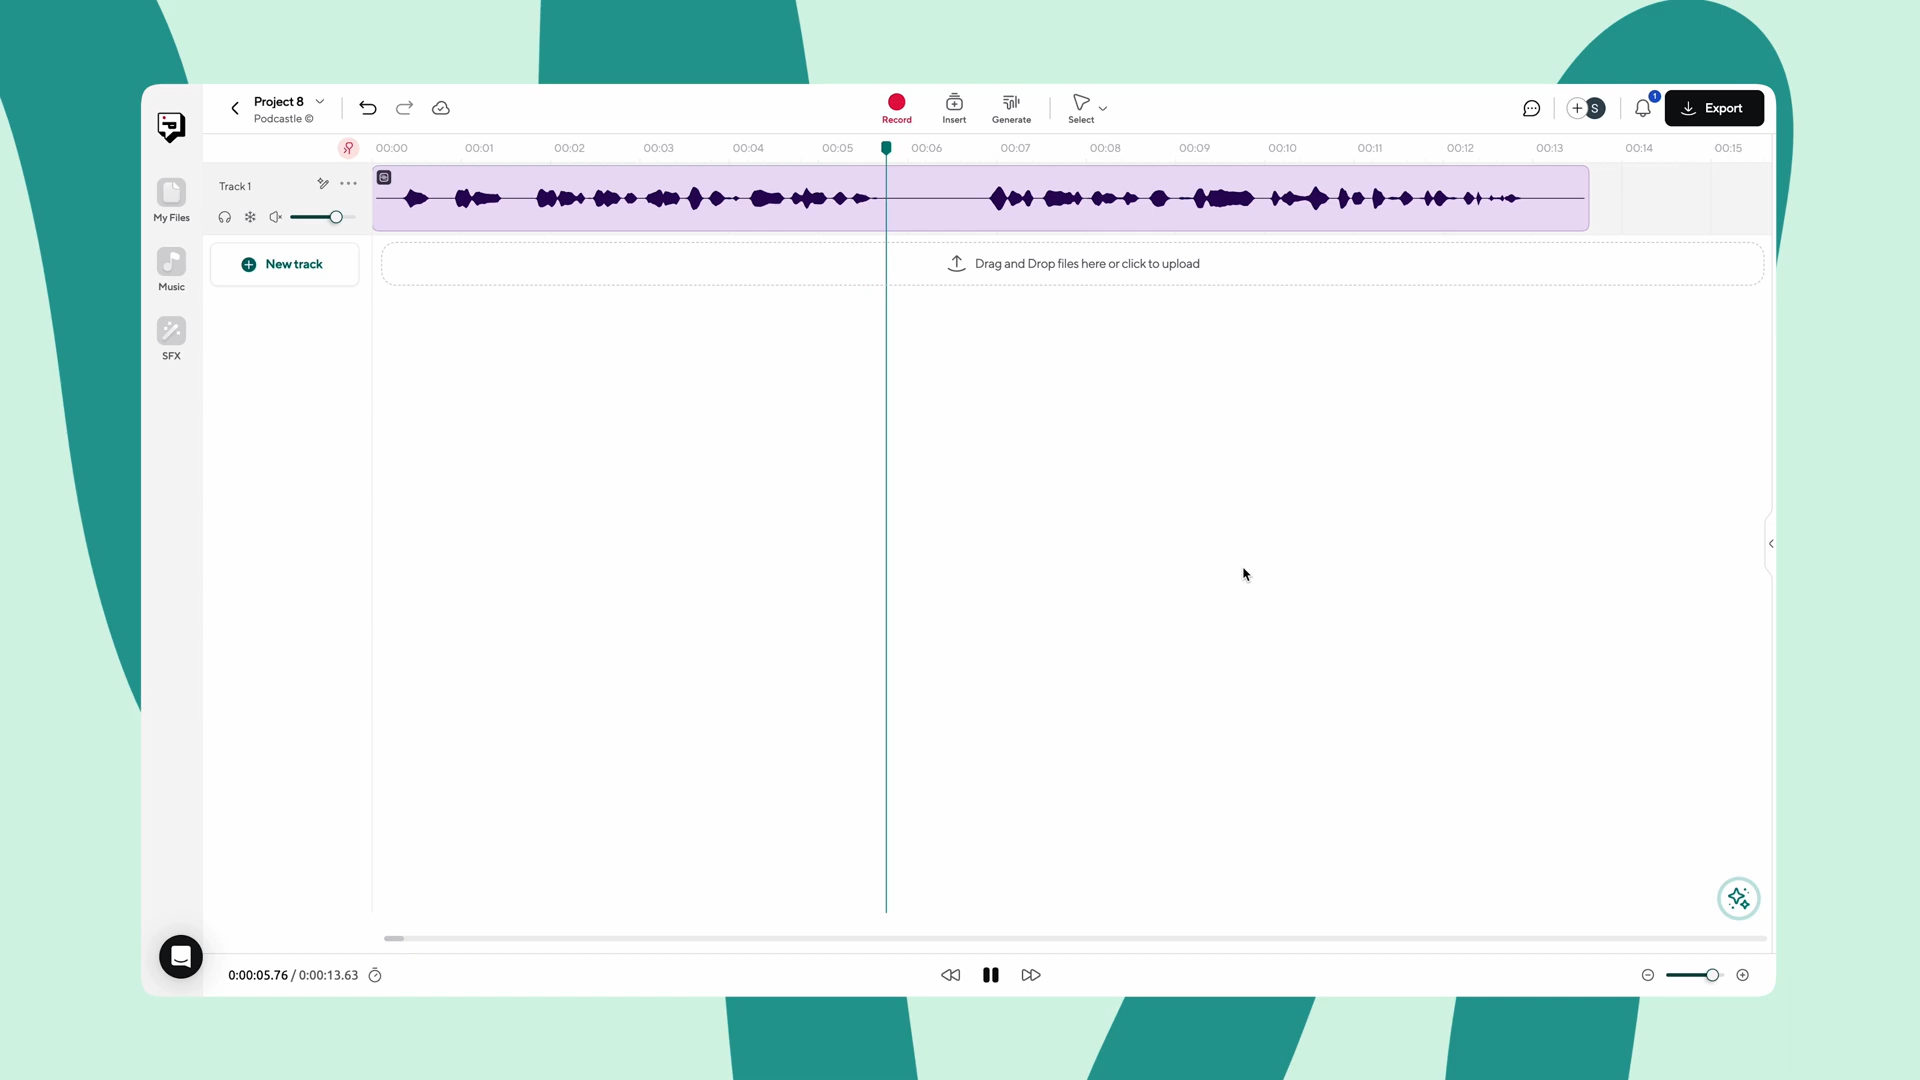 Project 8
Podcastle ©
Record
Insert
Generate
Select
S
1
Export
00:00 00:01 00:02 00:03 00:04 00:05 00:06 00:07 00:08 00:09 00:10 00:11 00:12 00:13 00:14 00:15
Track 1
My Files
New track
Drag and Drop files here or click to upload
Music
SFX
0:00:05.76 / 0:00:13.63